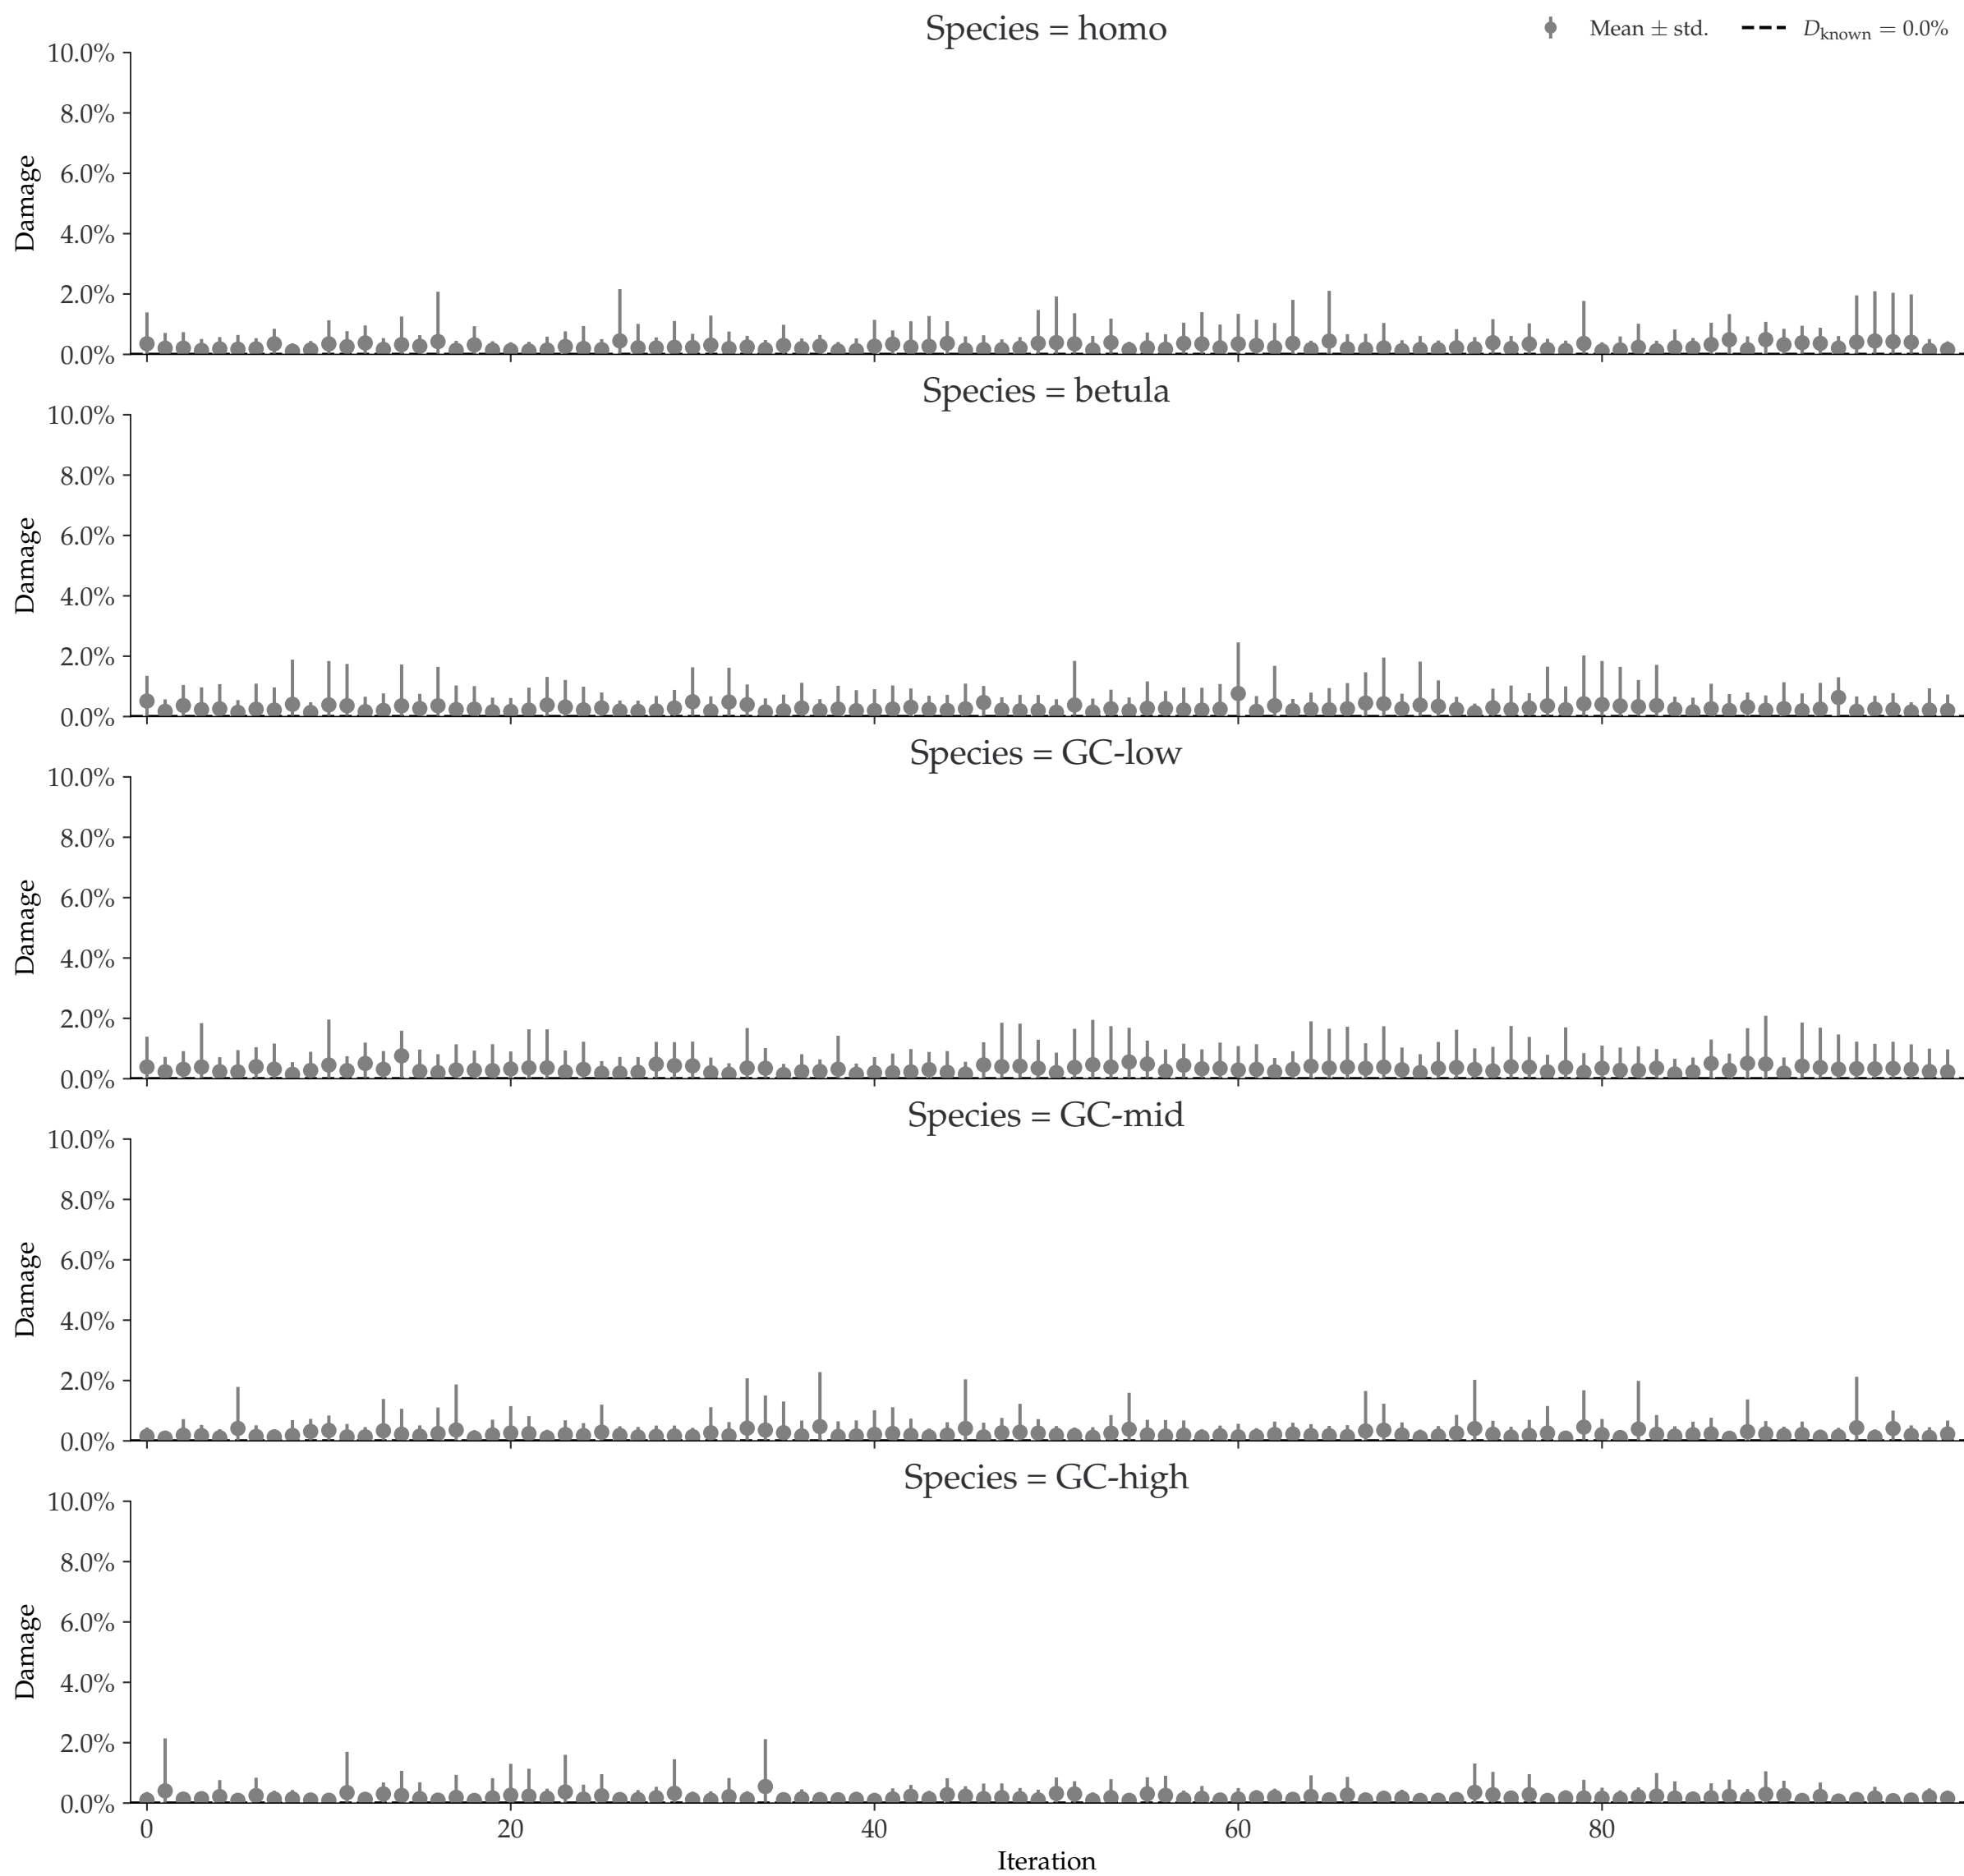 Species = homo
Mean ± std.
D_known = 0.0%
10.0%
8.0%
6.0%
4.0%
2.0%
0.0%
Damage
Species = betula
10.0%
8.0%
6.0%
4.0%
2.0%
0.0%
Damage
Species = GC-low
10.0%
8.0%
6.0%
4.0%
2.0%
0.0%
Damage
Species = GC-mid
10.0%
8.0%
6.0%
4.0%
2.0%
0.0%
Damage
Species = GC-high
10.0%
8.0%
6.0%
4.0%
2.0%
0.0%
Damage
0 20 40 60 80
Iteration